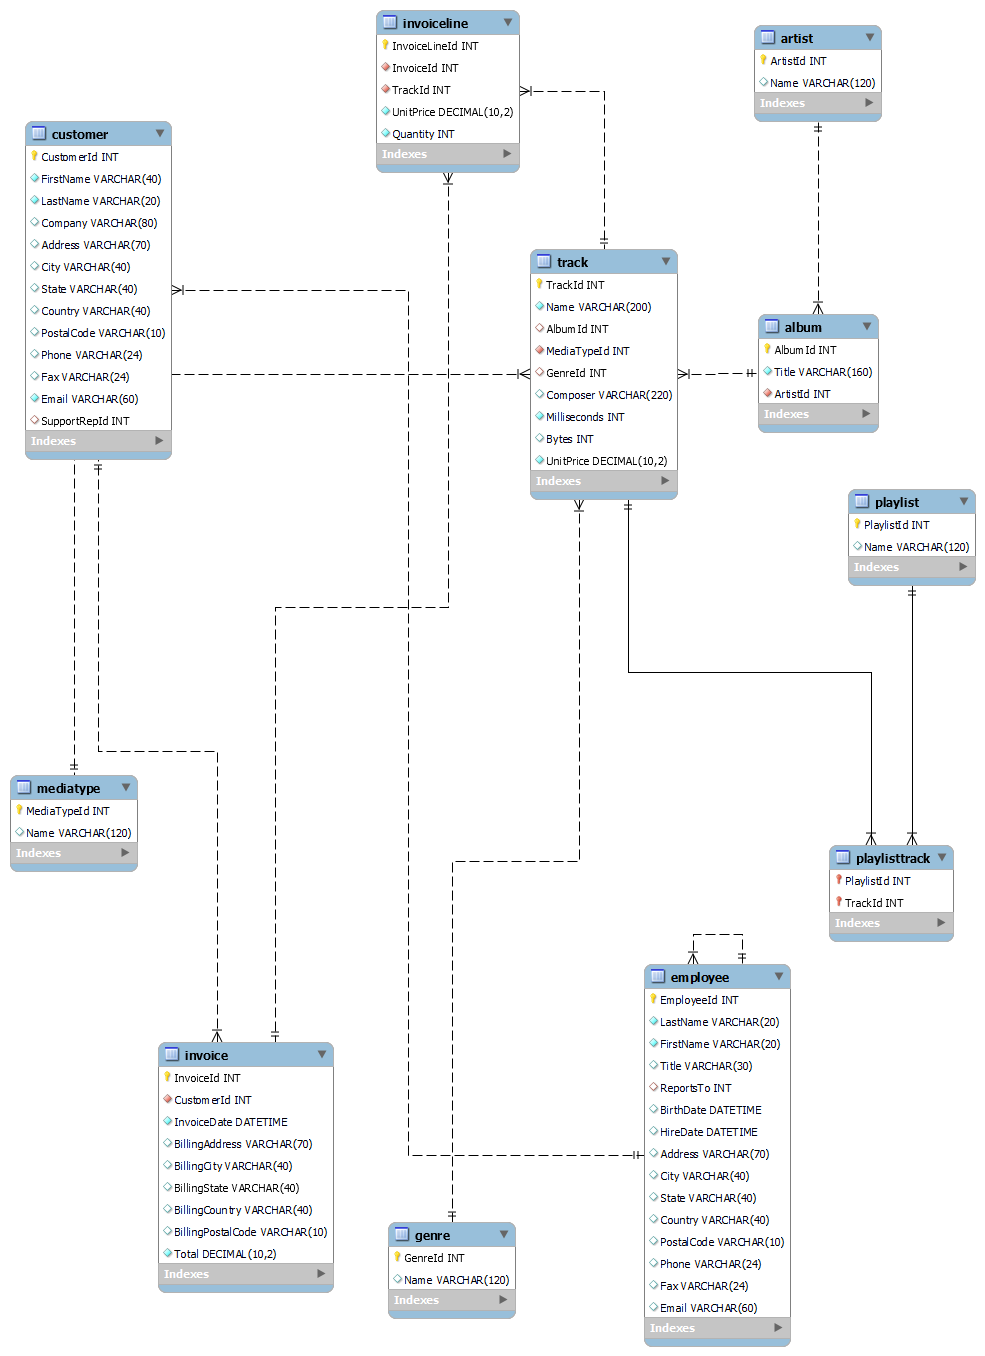 invoiceline
InvoiceLineId INT
InvoiceId INT
TrackId INT
UnitPrice DECIMAL(10,2)
Quantity INT
Indexes
artist
ArtistId INT
Name VARCHAR(120)
Indexes
customer
CustomerId INT
FirstName VARCHAR(40)
LastName VARCHAR(20)
Company VARCHAR(80)
Address VARCHAR(70)
City VARCHAR(40)
State VARCHAR(40)
Country VARCHAR(40)
PostalCode VARCHAR(10)
Phone VARCHAR(24)
Fax VARCHAR(24)
Email VARCHAR(60)
SupportRepId INT
Indexes
track
TrackId INT
Name VARCHAR(200)
AlbumId INT
MediaTypeId INT
GenreId INT
Composer VARCHAR(220)
Milliseconds INT
Bytes INT
UnitPrice DECIMAL(10,2)
Indexes
album
AlbumId INT
Title VARCHAR(160)
ArtistId INT
Indexes
playlist
PlaylistId INT
Name VARCHAR(120)
Indexes
mediatype
MediaTypeId INT
Name VARCHAR(120)
Indexes
playlisttrack
PlaylistId INT
TrackId INT
Indexes
invoice
InvoiceId INT
CustomerId INT
InvoiceDate DATETIME
BillingAddress VARCHAR(70)
BillingCity VARCHAR(40)
BillingState VARCHAR(40)
BillingCountry VARCHAR(40)
BillingPostalCode VARCHAR(10)
Total DECIMAL(10,2)
Indexes
genre
GenreId INT
Name VARCHAR(120)
Indexes
employee
EmployeeId INT
LastName VARCHAR(20)
FirstName VARCHAR(20)
Title VARCHAR(30)
ReportsTo INT
BirthDate DATETIME
HireDate DATETIME
Address VARCHAR(70)
City VARCHAR(40)
State VARCHAR(40)
Country VARCHAR(40)
PostalCode VARCHAR(10)
Phone VARCHAR(24)
Fax VARCHAR(24)
Email VARCHAR(60)
Indexes